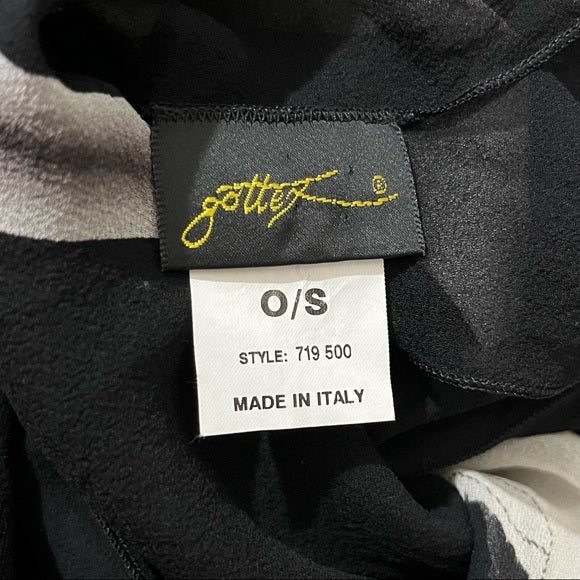 gottex ®
O/S
STYLE: 719 500
MADE IN ITALY